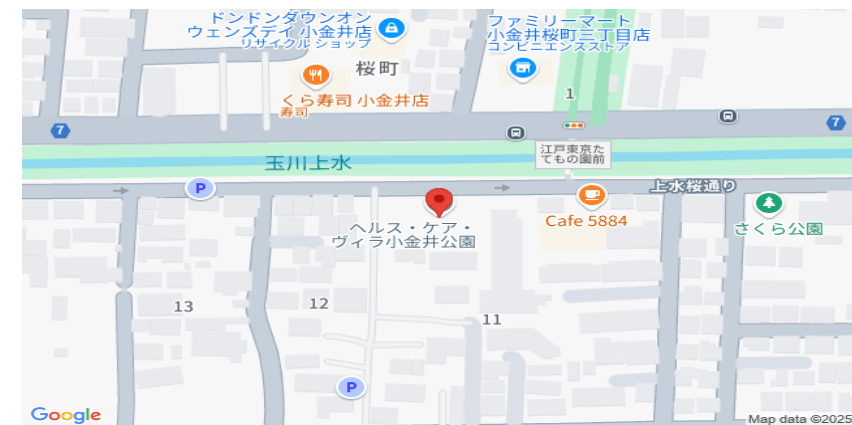 ドンドンダウンオン
ウェンズデイ 小金井店
リサイクル ショップ
ファミリーマート
小金井桜町三丁目店
コンビニエンスストア
桜町
くら寿司 小金井店
寿司
1
7
7
江戸東京た
てもの園前
玉川上水
P
上水桜通り
ヘルス・ケア・
ヴィラ小金井公園
Cafe 5884
さくら公園
13
12
11
P
Google
Map data ©2025